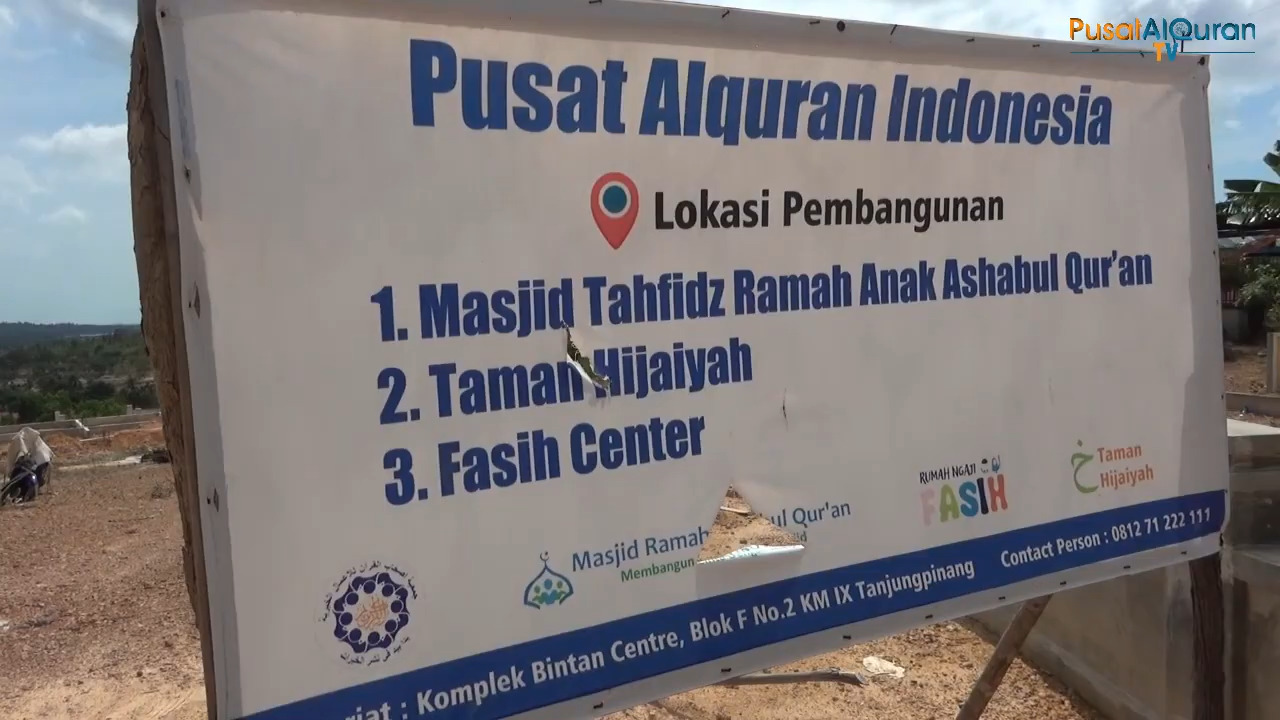 PusatAlQuran
TV
Pusat Alquran Indonesia
Lokasi Pembangunan
1. Masjid Tahfidz Ramah Anak Ashabul Qur'an
2. Taman Hijaiyah
3. Fasih Center
Masjid Ramah ul Qur'an
Membangun
RUMAH NGAJI
FASIH
خ
Taman
Hijaiyah
: Komplek Bintan Centre, Blok F No.2 KM IX Tanjungpinang
Contact Person : 0812 71 222 111